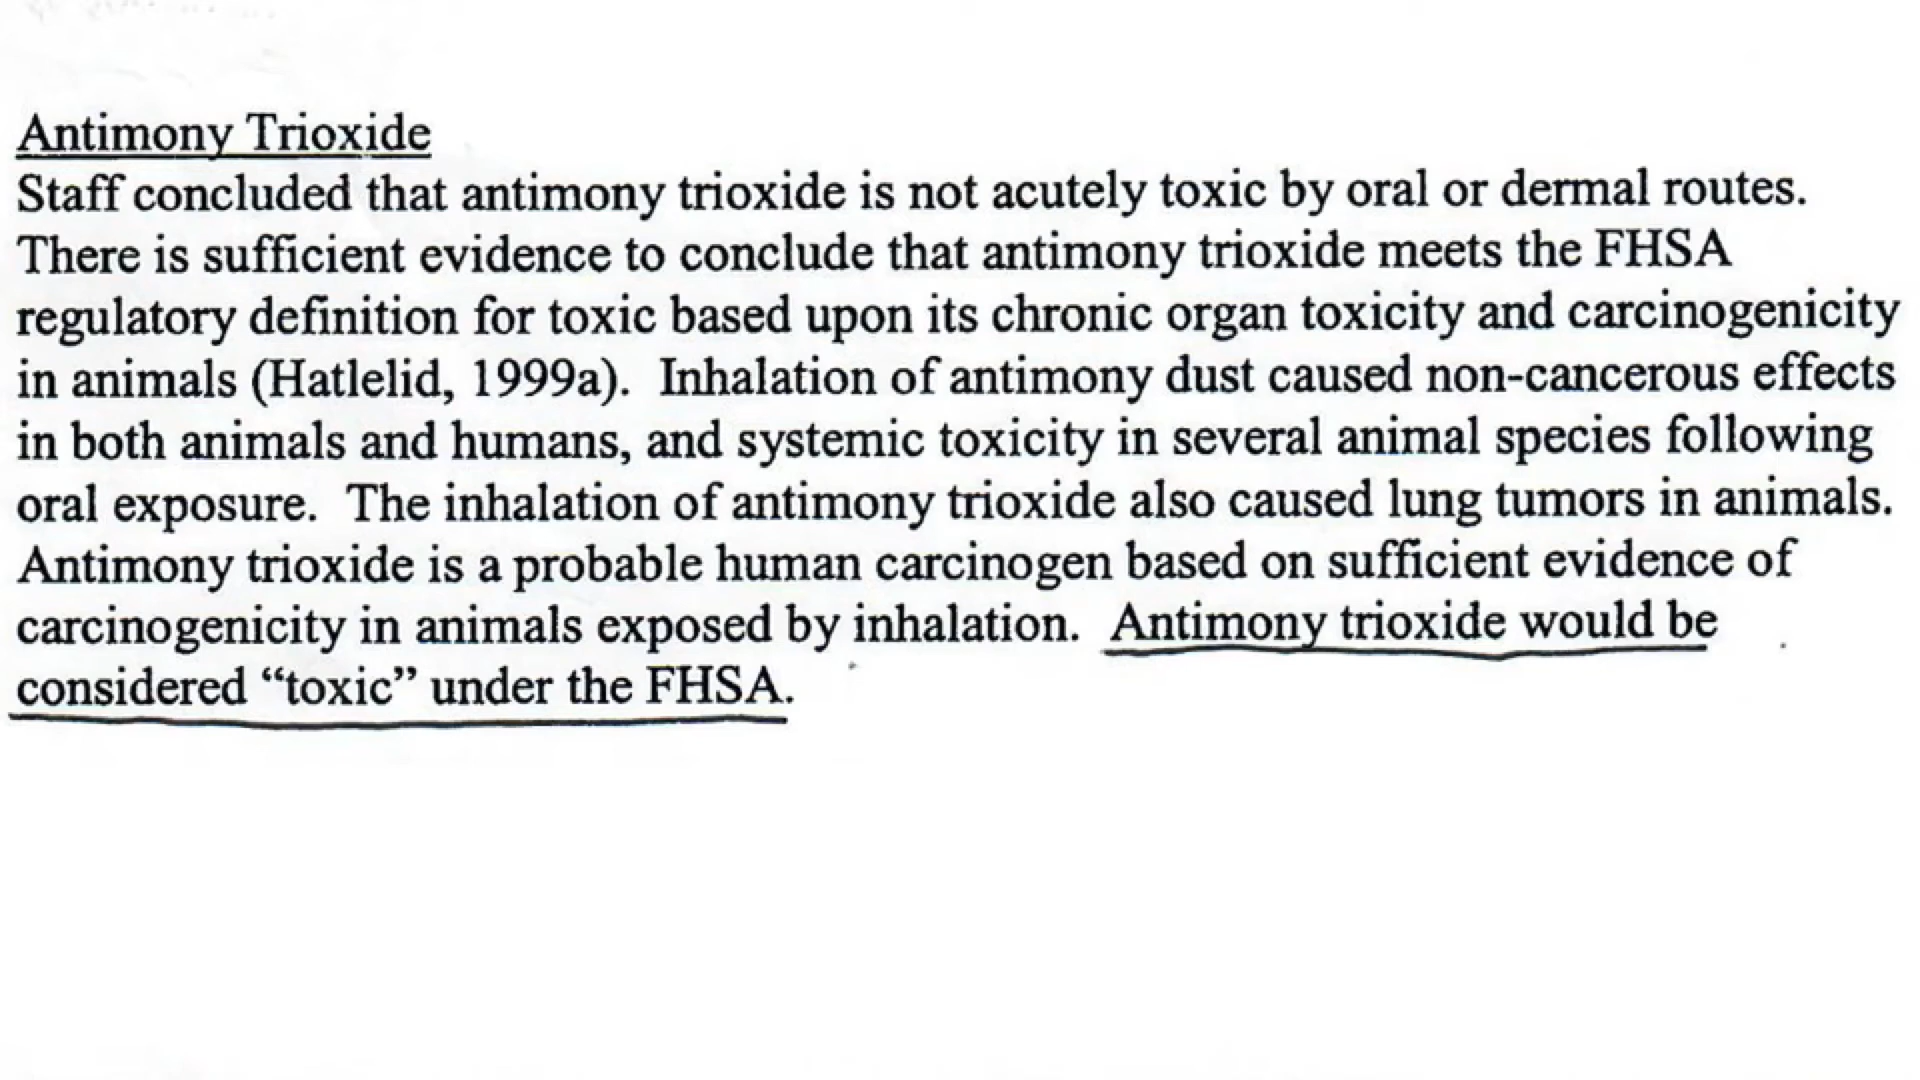 Antimony Trioxide
Staff concluded that antimony trioxide is not acutely toxic by oral or dermal routes.
There is sufficient evidence to conclude that antimony trioxide meets the FHSA
regulatory definition for toxic based upon its chronic organ toxicity and carcinogenicity
in animals (Hatlelid, 1999a).  Inhalation of antimony dust caused non-cancerous effects
in both animals and humans, and systemic toxicity in several animal species following
oral exposure.  The inhalation of antimony trioxide also caused lung tumors in animals.
Antimony trioxide is a probable human carcinogen based on sufficient evidence of
carcinogenicity in animals exposed by inhalation.  Antimony trioxide would be
considered “toxic” under the FHSA.